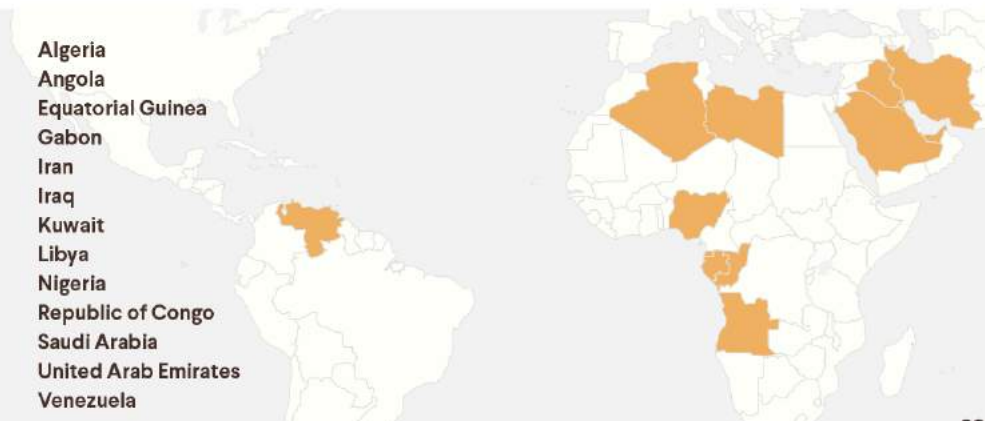 Algeria
Angola
Equatorial Guinea
Gabon
Iran
Iraq
Kuwait
Libya
Nigeria
Republic of Congo
Saudi Arabia
United Arab Emirates
Venezuela